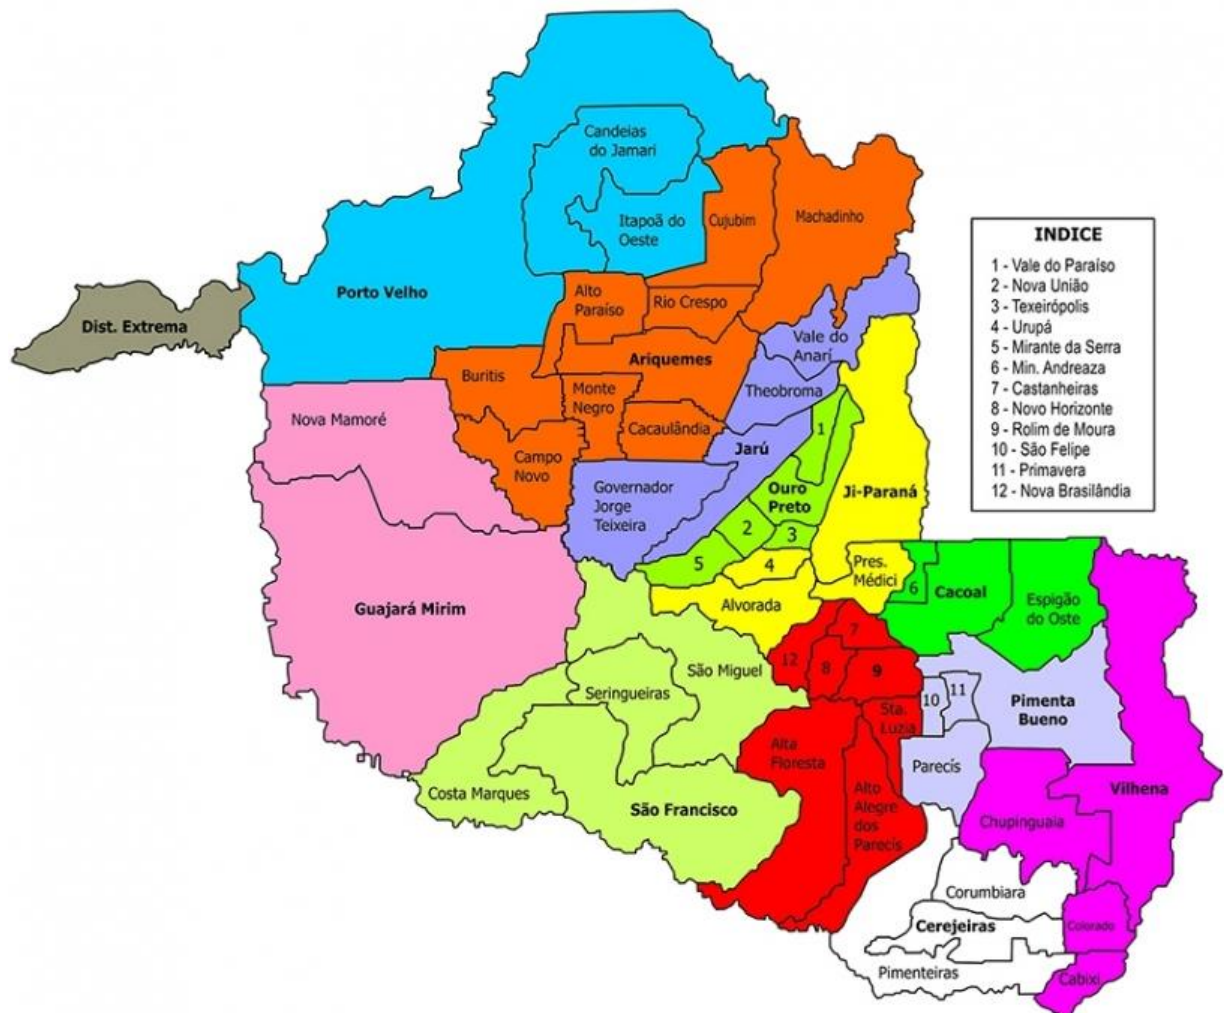 Candeias
do Jamari
Itapoã do
Oeste
Cujubim
Machadinho
INDICE
1 - Vale do Paraíso
2 - Nova União
3 - Texeirópolis
4 - Urupá
5 - Mirante da Serra
6 - Min. Andreaza
7 - Castanheiras
8 - Novo Horizonte
9 - Rolim de Moura
10 - São Felipe
11 - Primavera
12 - Nova Brasilândia
Porto Velho
Dist. Extrema
Alto
Paraíso
Rio Crespo
Vale do
Anarí
Ariquemes
Buritis
Monte
Negro
Theobroma
Nova Mamoré
Cacaulândia
1
Campo
Novo
Jarú
Governador
Jorge
Teixeira
Ouro
Preto
Ji-Paraná
2
3
5
4
Pres.
Médici
6
Cacoal
Espigão
do Oste
Guajará Mirim
Alvorada
7
12
8
9
São Miguel
Seringueiras
10
11
Pimenta
Bueno
Sta.
Luzia
Alta
Floresta
Parecís
Costa Marques
São Francisco
Alto
Alegre
dos
Parecís
Vilhena
Chupinguaia
Corumbiara
Cerejeiras
Colorado
Pimenteiras
Cabixi